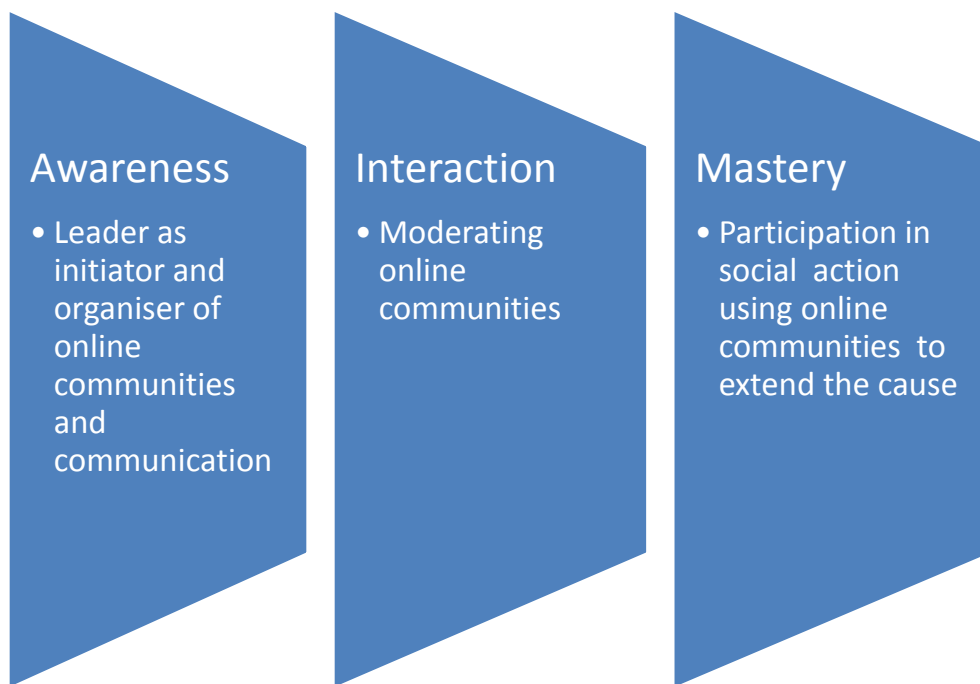 Awareness
• Leader as
initiator and
organiser of
online
communities
and
communication
Interaction
• Moderating
online
communities
Mastery
• Participation in
social  action
using online
communities  to
extend the cause